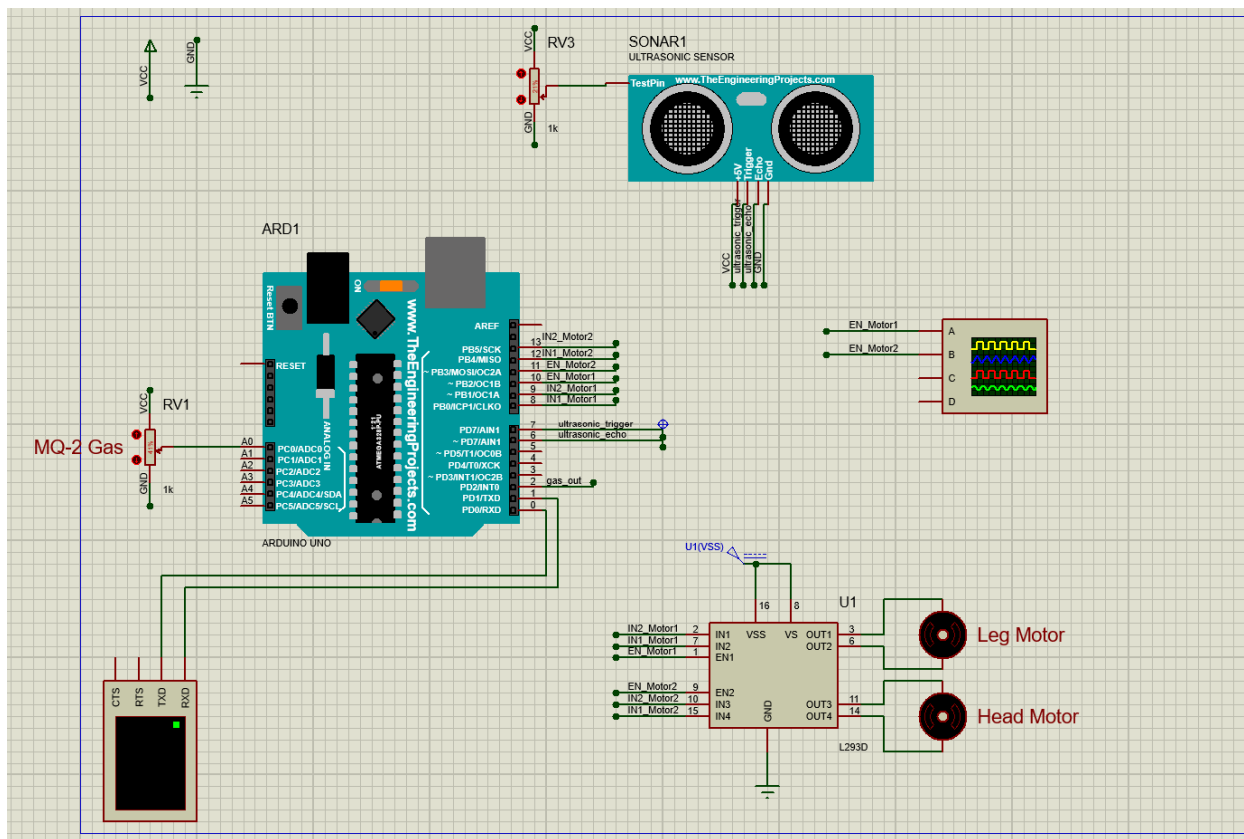 VCC
GND
VCC
RV3
GND
1k
SONAR1
ULTRASONIC SENSOR
TestPin
www.TheEngineeringProjects.com
+5V
Trigger
Echo
Gnd
VCC
ultrasonic_trigger
ultrasonic_echo
GND
ARD1
Reset BTN
ON
www.TheEngineeringProjects.com
ANALOG IN
ATMEGA328P-PU
RESET
AREF
PB5/SCK 13 IN2_Motor2
PB4/MISO 12 IN1_Motor2
~ PB3/MOSI/OC2A 11 EN_Motor2
~ PB2/OC1B 10 EN_Motor1
~ PB1/OC1A 9 IN2_Motor1
PB0/ICP1/CLKO 8 IN1_Motor1
PD7/AIN1 7 ultrasonic_trigger
~ PD7/AIN1 6 ultrasonic_echo
~ PD5/T1/OC0B 5
PD4/T0/XCK 4
~ PD3/INT1/OC2B 3
PD2/INT0 2 gas_out
PD1/TXD 1
PD0/RXD 0
A0 PC0/ADC0
A1 PC1/ADC1
A2 PC2/ADC2
A3 PC3/ADC3
A4 PC4/ADC4/SDA
A5 PC5/ADC5/SCL
ARDUINO UNO
MQ-2 Gas
VCC
RV1
GND
1k
EN_Motor1 A
EN_Motor2 B
C
D
U1(VSS)
16
8
U1
IN2_Motor1 2 IN1
IN1_Motor1 7 IN2
EN_Motor1 1 EN1
EN_Motor2 9 EN2
IN2_Motor2 10 IN3
IN1_Motor2 15 IN4
VSS
VS
GND
OUT1 3
OUT2 6
OUT3 11
OUT4 14
L293D
Leg Motor
Head Motor
CTS
RTS
TXD
RXD